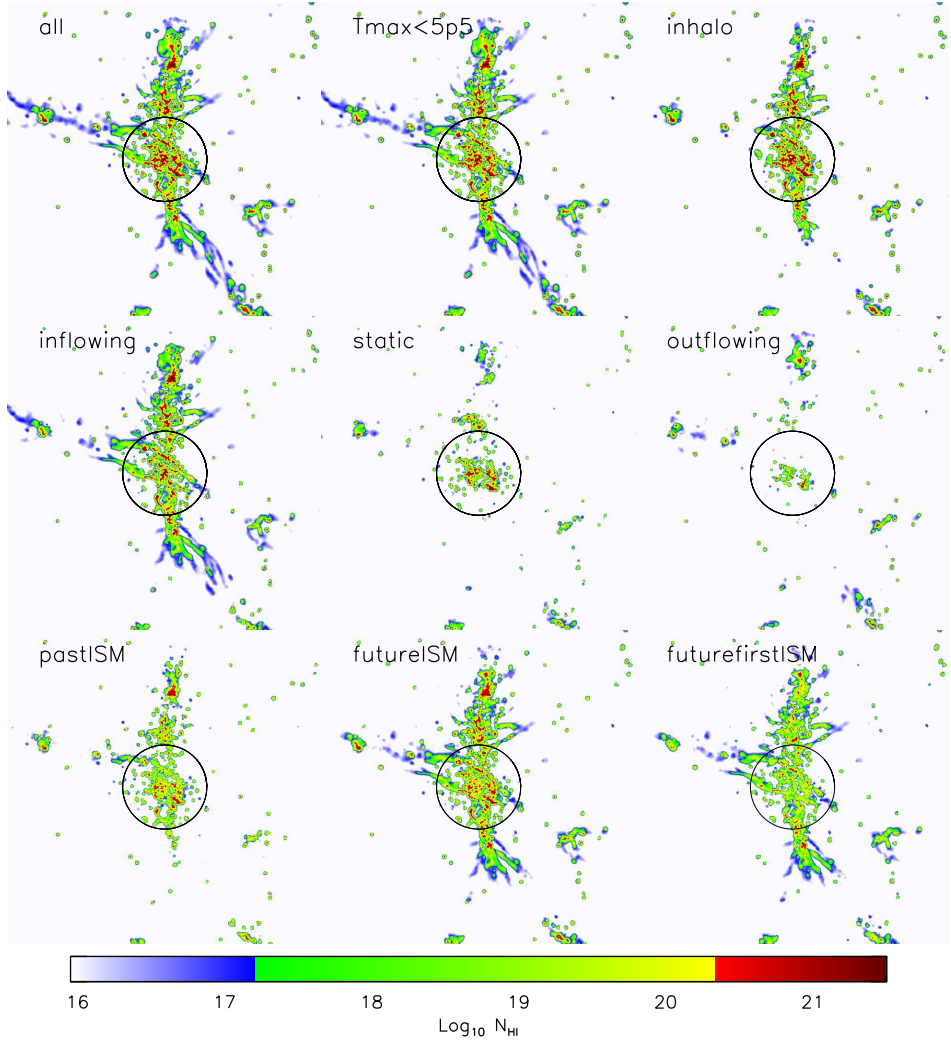 all Tmax<5p5 inhalo
inflowing static outflowing
pastISM futureISM futurefirstISM
16 17 18 19 20 21
Log10 NHI